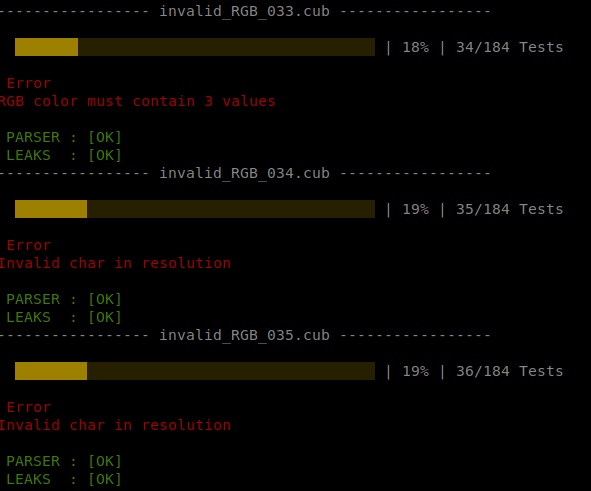 ----------------- invalid_RGB_033.cub -----------------
| 18% | 34/184 Tests
Error
RGB color must contain 3 values
PARSER : [OK]
LEAKS  : [OK]
----------------- invalid_RGB_034.cub -----------------
| 19% | 35/184 Tests
Error
Invalid char in resolution
PARSER : [OK]
LEAKS  : [OK]
----------------- invalid_RGB_035.cub -----------------
| 19% | 36/184 Tests
Error
Invalid char in resolution
PARSER : [OK]
LEAKS  : [OK]